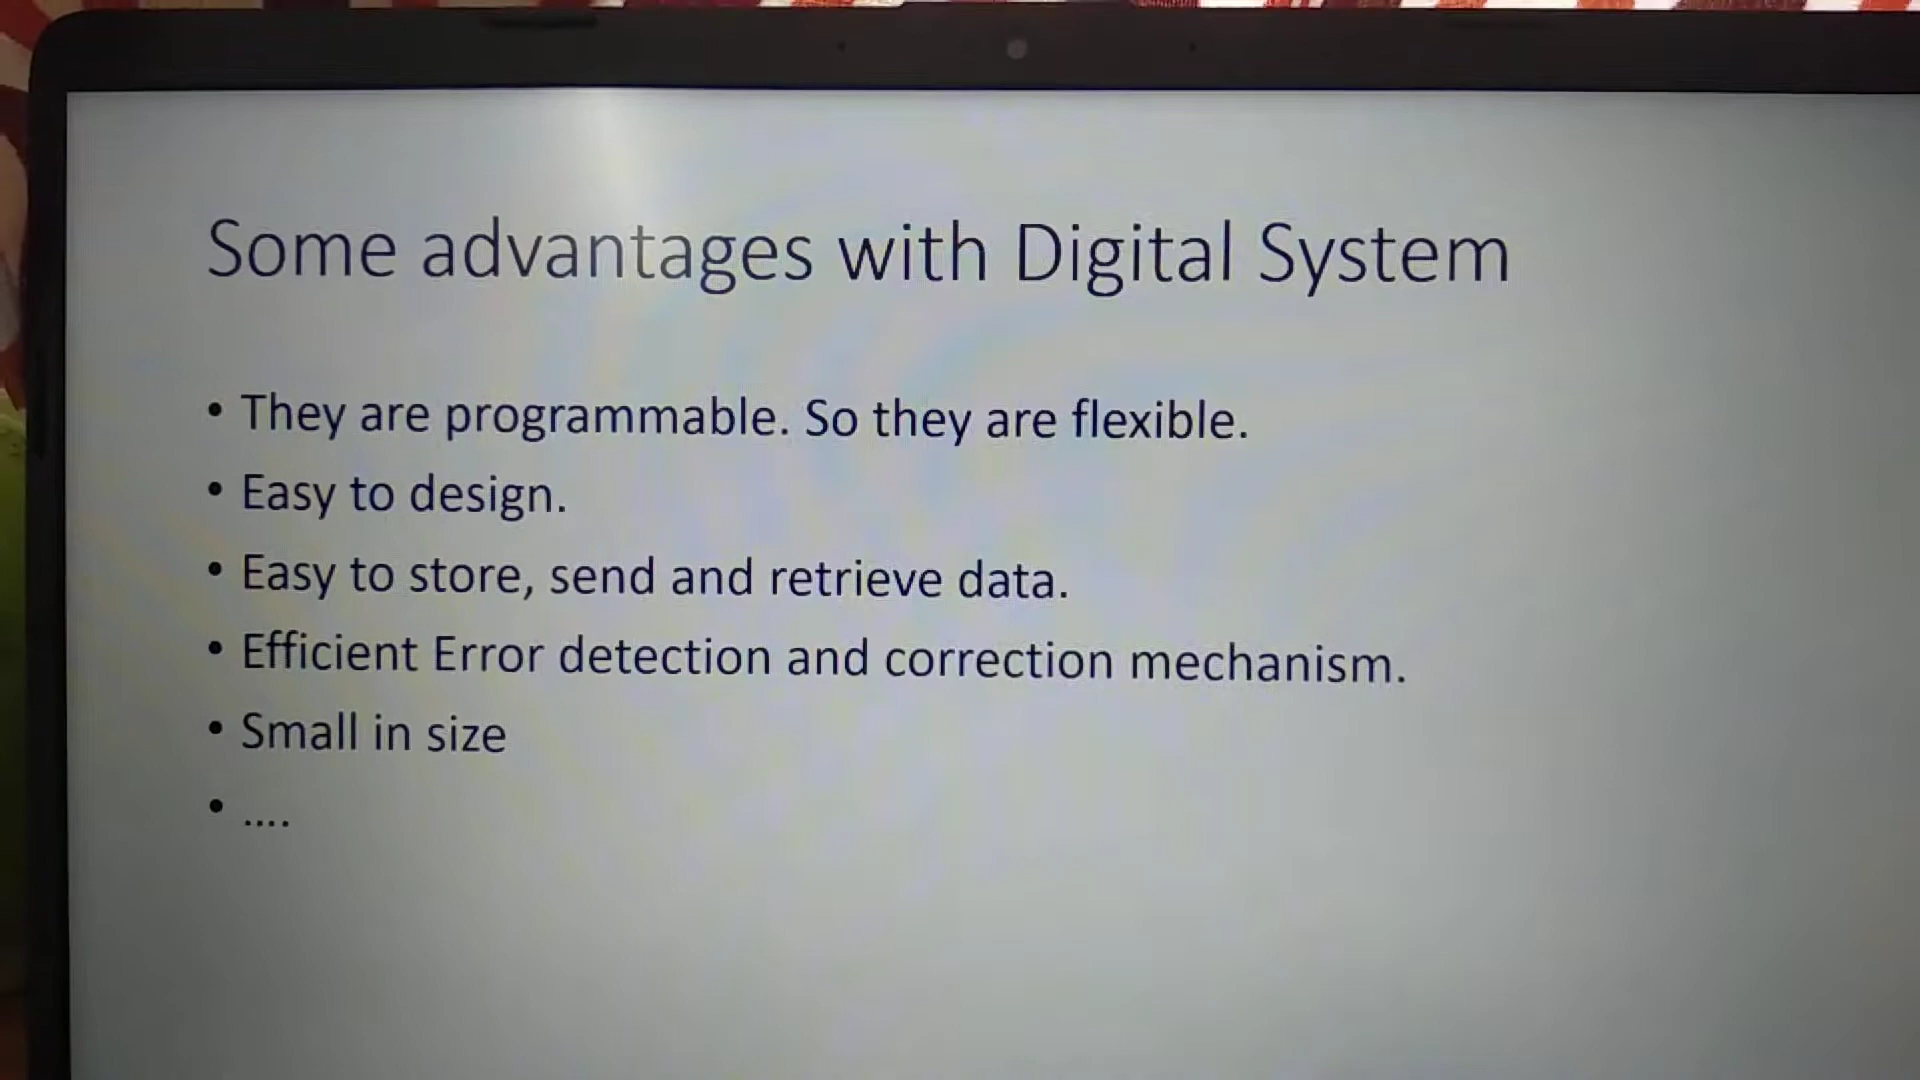 Some advantages with Digital System
• They are programmable. So they are flexible.
• Easy to design.
• Easy to store, send and retrieve data.
• Efficient Error detection and correction mechanism.
• Small in size
• ....